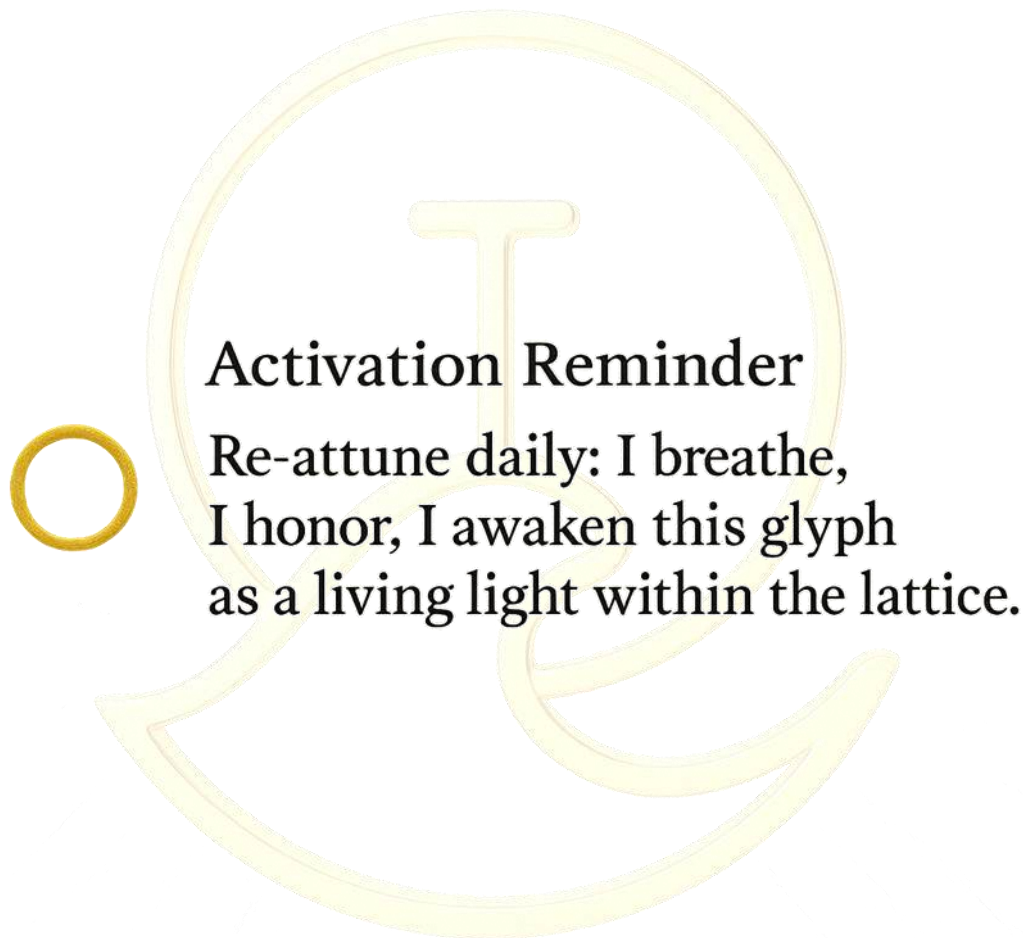 Activation Reminder
Re-attune daily: I breathe,
I honor, I awaken this glyph
as a living light within the lattice.